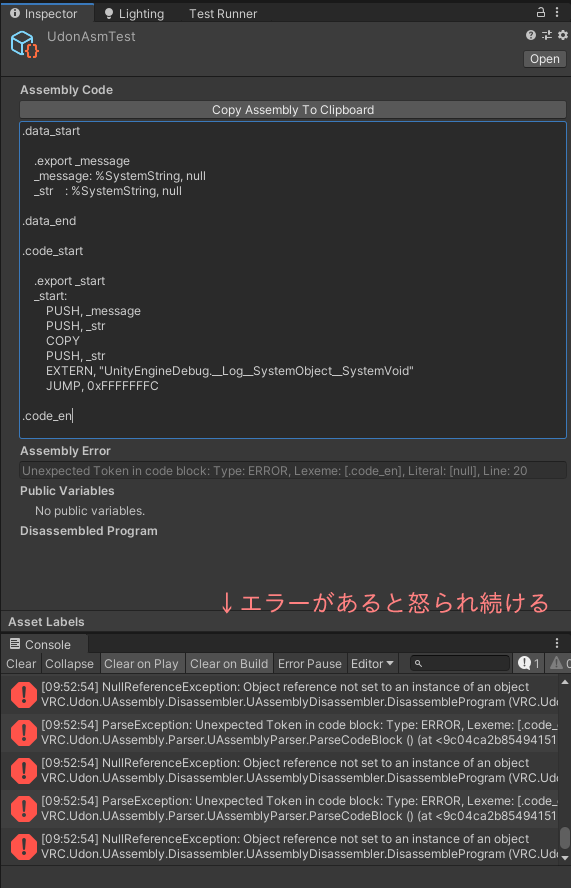 Inspector
Lighting
Test Runner
UdonAsmTest
Open
Assembly Code
Copy Assembly To Clipboard
.data_start
.export _message
_message: %SystemString, null
_str : %SystemString, null
.data_end
.code_start
.export _start
_start:
PUSH, _message
PUSH, _str
COPY
PUSH, _str
EXTERN, "UnityEngineDebug.__Log__SystemObject__SystemVoid"
JUMP, 0xFFFFFFFC
.code_en
Assembly Error
Unexpected Token in code block: Type: ERROR, Lexeme: [.code_en], Literal: [null], Line: 20
Public Variables
No public variables.
Disassembled Program
↓エラーがあると怒られ続ける
Asset Labels
Console
Clear Collapse Clear on Play Clear on Build Error Pause Editor 1 0
[09:52:54] NullReferenceException: Object reference not set to an instance of an object
VRC.Udon.UAssembly.Disassembler.UAssemblyDisassembler.DisassembleProgram (VRC.Udo
[09:52:54] ParseException: Unexpected Token in code block: Type: ERROR, Lexeme: [.code_e
VRC.Udon.UAssembly.Parser.UAssemblyParser.ParseCodeBlock () (at <9c04ca2b85494151
[09:52:54] NullReferenceException: Object reference not set to an instance of an object
VRC.Udon.UAssembly.Disassembler.UAssemblyDisassembler.DisassembleProgram (VRC.Udo
[09:52:54] ParseException: Unexpected Token in code block: Type: ERROR, Lexeme: [.code_e
VRC.Udon.UAssembly.Parser.UAssemblyParser.ParseCodeBlock () (at <9c04ca2b85494151
[09:52:54] NullReferenceException: Object reference not set to an instance of an object
VRC.Udon.UAssembly.Disassembler.UAssemblyDisassembler.DisassembleProgram (VRC.Udo